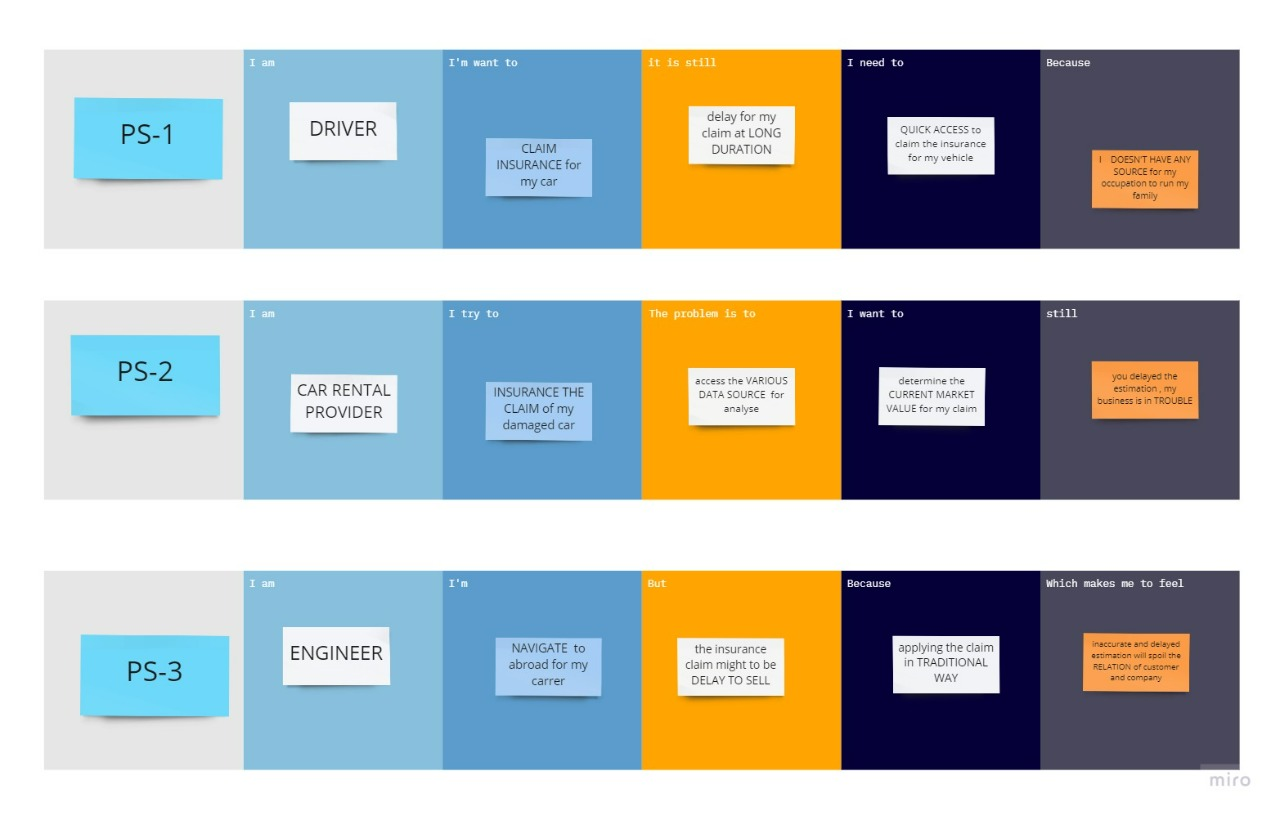 I am
I'm want to
it is still
I need to
Because
PS-1
DRIVER
CLAIM
INSURANCE for
my car
delay for my
claim at LONG
DURATION
QUICK ACCESS to
claim the insurance
for my vehicle
I DOESN'T HAVE ANY
SOURCE for my
occupation to run my
family
I am
I try to
The problem is to
I want to
still
PS-2
CAR RENTAL
PROVIDER
INSURANCE THE
CLAIM of my
damaged car
access the VARIOUS
DATA SOURCE for
analyse
determine the
CURRENT MARKET
VALUE for my claim
you delayed the
estimation , my
business is in TROUBLE
I am
I'm
But
Because
Which makes me to feel
PS-3
ENGINEER
NAVIGATE to
abroad for my
carrer
the insurance
claim might to be
DELAY TO SELL
applying the claim
in TRADITIONAL
WAY
inaccurate and delayed
estimation will spoil the
RELATION of customer
and company
miro